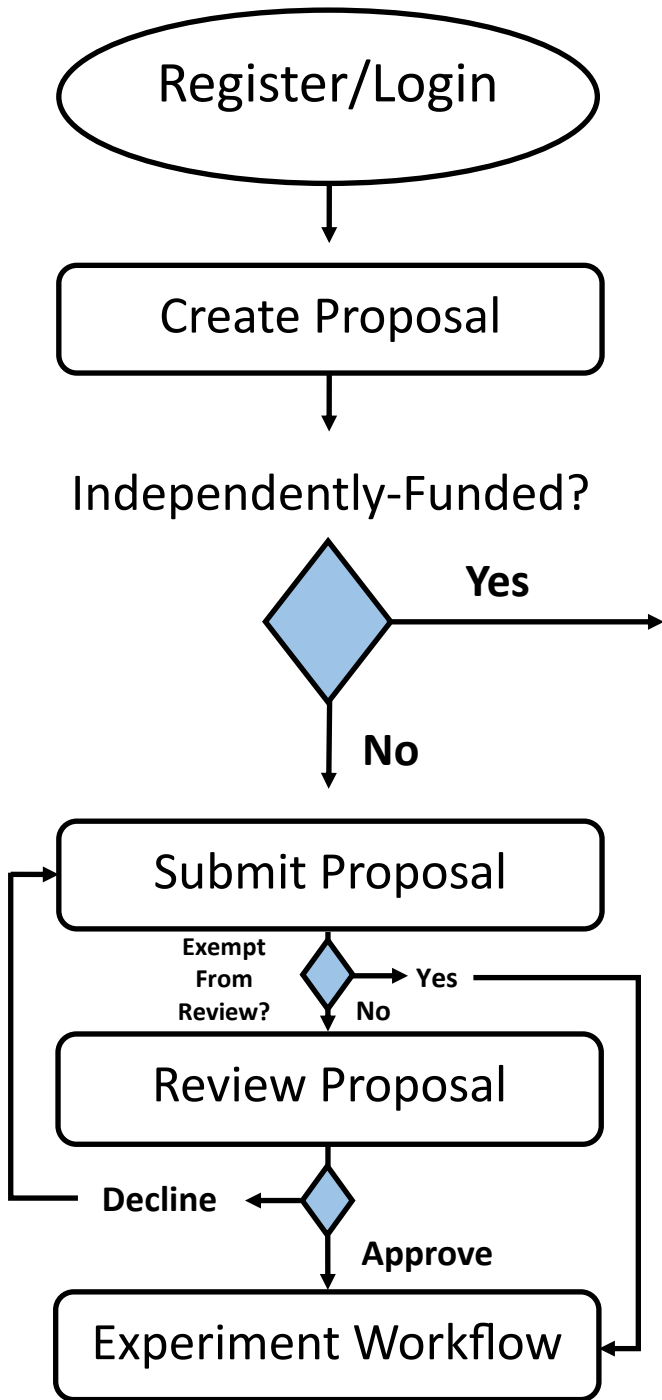 Register/Login
Create Proposal
Independently-Funded?
Yes
No
Submit Proposal
Exempt
From
Review?
Yes
No
Review Proposal
Decline
Approve
Experiment Workflow